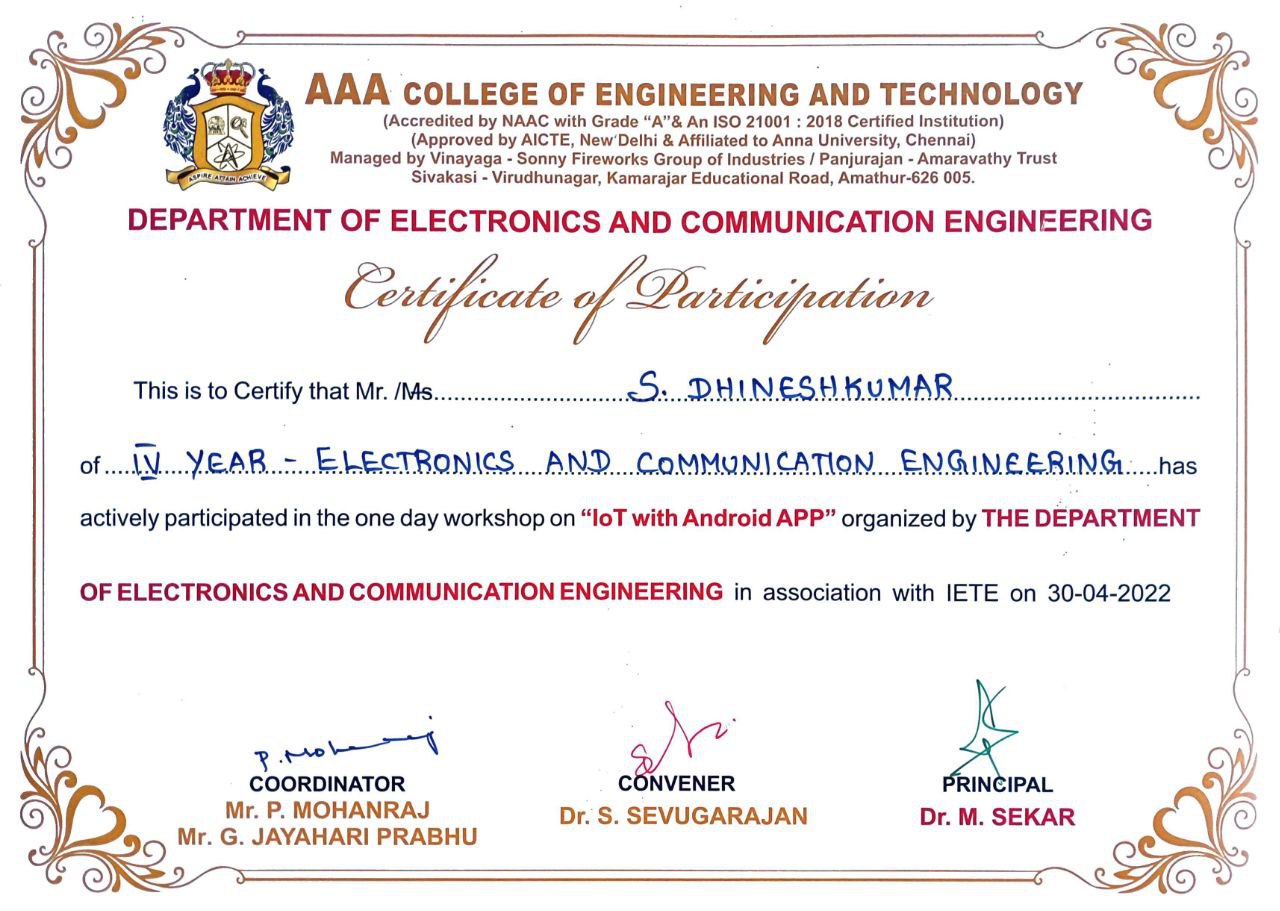 AAA COLLEGE OF ENGINEERING AND TECHNOLOGY
(Accredited by NAAC with Grade “A”& An ISO 21001 : 2018 Certified Institution)
(Approved by AICTE, New Delhi & Affiliated to Anna University, Chennai)
Managed by Vinayaga - Sonny Fireworks Group of Industries / Panjurajan - Amaravathy Trust
Sivakasi - Virudhunagar, Kamarajar Educational Road, Amathur-626 005.
ASPIRE ATTAIN ACHIEVE
DEPARTMENT OF ELECTRONICS AND COMMUNICATION ENGINEERING
Certificate of Participation
This is to Certify that Mr. /Ms. S. DHINESHKUMAR
of IV YEAR - ELECTRONICS AND COMMUNICATION ENGINEERING has
actively participated in the one day workshop on “IoT with Android APP” organized by THE DEPARTMENT
OF ELECTRONICS AND COMMUNICATION ENGINEERING in association with IETE on 30-04-2022
P. Mohanraj
COORDINATOR CONVENER PRINCIPAL
Mr. P. MOHANRAJ Dr. S. SEVUGARAJAN Dr. M. SEKAR
Mr. G. JAYAHARI PRABHU